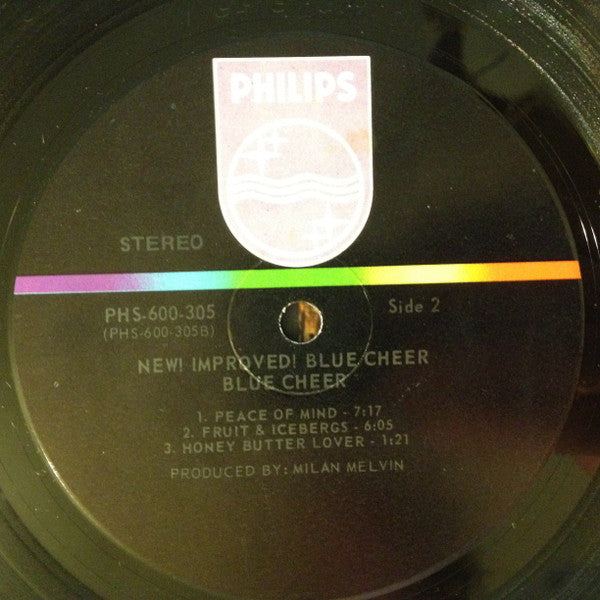 PHILIPS
STEREO
PHS-600-305
(PHS-600-305B)
Side 2
NEW! IMPROVED! BLUE CHEER
BLUE CHEER
1. PEACE OF MIND - 7:17
2. FRUIT & ICEBERGS - 6:05
3. HONEY BUTTER LOVER - 1:21
PRODUCED BY: MILAN MELVIN